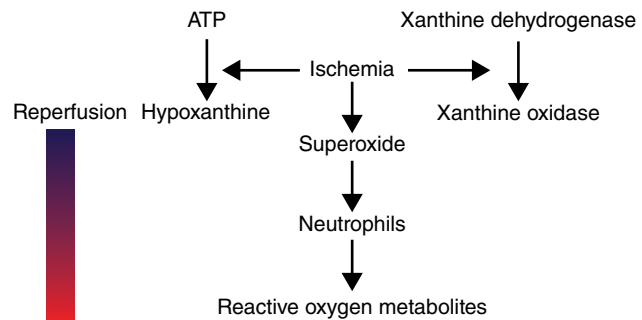 ATP
Xanthine dehydrogenase
Ischemia
Reperfusion
Hypoxanthine
Xanthine oxidase
Superoxide
Neutrophils
Reactive oxygen metabolites